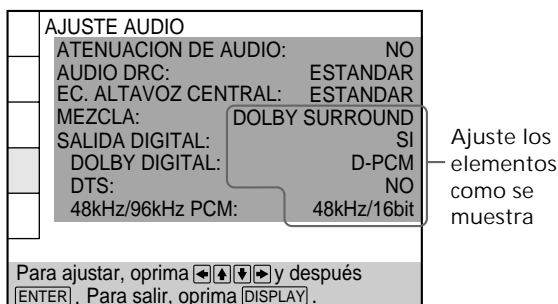 AJUSTE AUDIO
ATENUACION DE AUDIO: NO
AUDIO DRC: ESTANDAR
EC. ALTAVOZ CENTRAL: ESTANDAR
MEZCLA: DOLBY SURROUND
SALIDA DIGITAL: SI
DOLBY DIGITAL: D-PCM
DTS: NO
48kHz/96kHz PCM: 48kHz/16bit
Ajuste los
elementos
como se
muestra
Para ajustar, oprima ←↑↓→ y después
ENTER . Para salir, oprima DISPLAY .